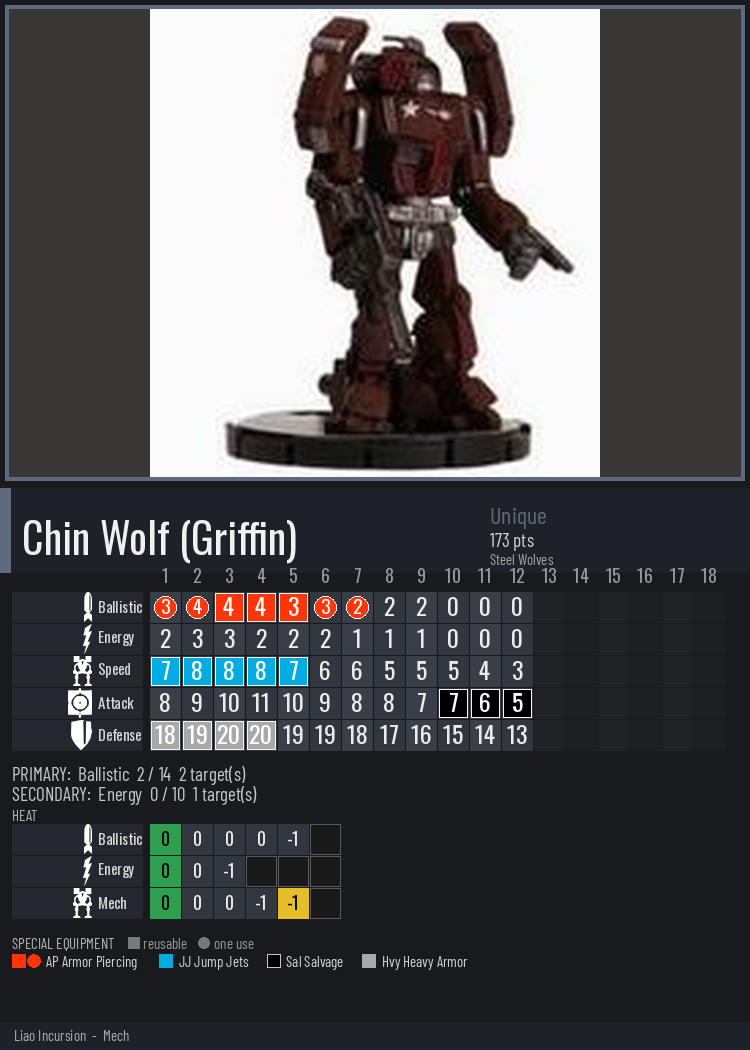 Chin Wolf (Griffin)
Unique
173 pts
Steel Wolves
1 2 3 4 5 6 7 8 9 10 11 12 13 14 15 16 17 18
Ballistic 3 4 4 4 3 3 2 2 2 0 0 0
Energy 2 3 3 2 2 2 1 1 1 0 0 0
Speed 7 8 8 8 7 6 6 5 5 5 4 3
Attack 8 9 10 11 10 9 8 8 7 7 6 5
Defense 18 19 20 20 19 19 18 17 16 15 14 13
PRIMARY: Ballistic 2 / 14 2 target(s)
SECONDARY: Energy 0 / 10 1 target(s)
HEAT
Ballistic 0 0 0 0 -1
Energy 0 0 -1
Mech 0 0 0 -1 -1
SPECIAL EQUIPMENT reusable one use
AP Armor Piercing JJ Jump Jets Sal Salvage Hvy Heavy Armor
Liao Incursion - Mech